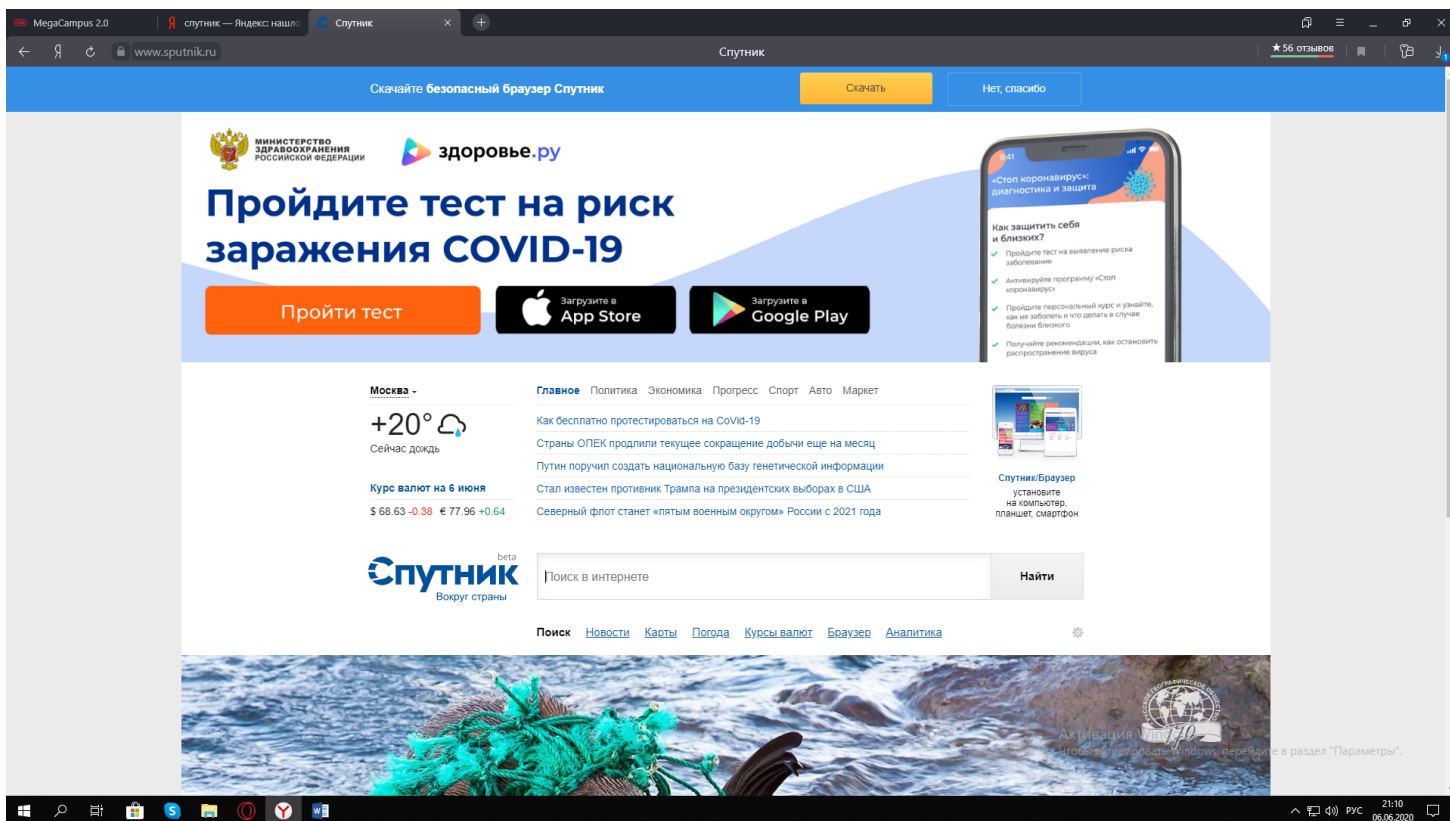 MegaCampus 2.0
Я спутник — Яндекс: нашло
Спутник
www.sputnik.ru
Спутник
★56 отзывов
Скачайте безопасный браузер Спутник
Скачать
Нет, спасибо
МИНИСТЕРСТВО
ЗДРАВООХРАНЕНИЯ
РОССИЙСКОЙ ФЕДЕРАЦИИ
здоровье.ру
Пройдите тест на риск
заражения COVID-19
Пройти тест
Загрузите в
App Store
Загрузите в
Google Play
9:41
«Стоп коронавирус»:
диагностика и защита
Как защитить себя
и близких?
Пройдите тест на выявление риска
заболевания
Активируйте программу «Стоп
коронавирус»
Пройдите персональный курс и узнайте,
как не заболеть и что делать в случае
болезни близкого
Получайте рекомендации, как остановить
распространение вируса
Москва
+20°
Сейчас дождь
Курс валют на 6 июня
$ 68.63 -0.38 € 77.96 +0.64
Главное Политика Экономика Прогресс Спорт Авто Маркет
Как бесплатно протестироваться на CoVid-19
Страны ОПЕК продлили текущее сокращение добычи еще на месяц
Путин поручил создать национальную базу генетической информации
Стал известен противник Трампа на президентских выборах в США
Северный флот станет «пятым военным округом» России с 2021 года
Спутник/Браузер
установите
на компьютер,
планшет, смартфон
Спутник
beta
Вокруг страны
Поиск в интернете
Найти
Поиск Новости Карты Погода Курсы валют Браузер Аналитика
РУССКОЕ ГЕОГРАФИЧЕСКОЕ ОБЩЕСТВО
Активация Windows
Чтобы активировать Windows, перейдите в раздел "Параметры".
РУС
21:10
06.06.2020